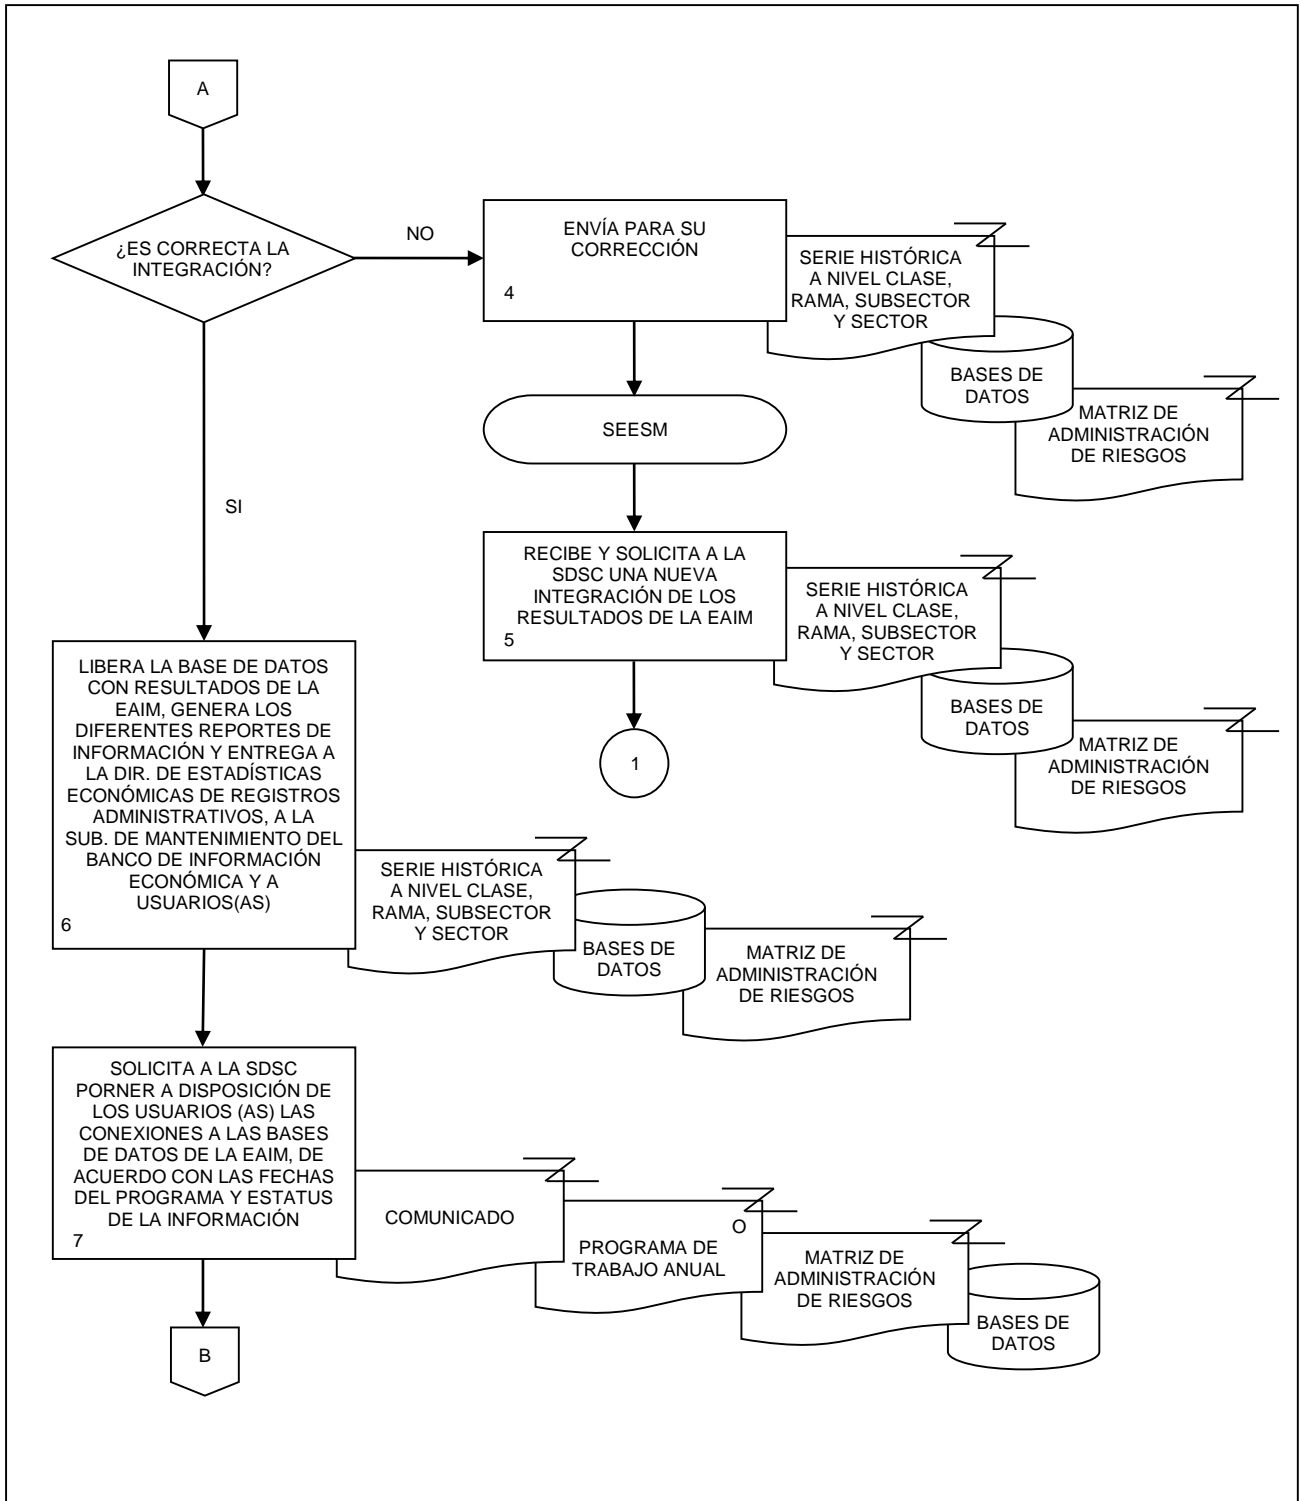 A
¿ES CORRECTA LA
INTEGRACIÓN?
NO
ENVÍA PARA SU
CORRECCIÓN
4
SERIE HISTÓRICA
A NIVEL CLASE,
RAMA, SUBSECTOR
Y SECTOR
BASES DE
DATOS
MATRIZ DE
ADMINISTRACIÓN
DE RIESGOS
SEESM
SI
RECIBE Y SOLICITA A LA
SDSC UNA NUEVA
INTEGRACIÓN DE LOS
RESULTADOS DE LA EAIM
5
SERIE HISTÓRICA
A NIVEL CLASE,
RAMA, SUBSECTOR
Y SECTOR
BASES DE
DATOS
MATRIZ DE
ADMINISTRACIÓN
DE RIESGOS
1
LIBERA LA BASE DE DATOS
CON RESULTADOS DE LA
EAIM, GENERA LOS
DIFERENTES REPORTES DE
INFORMACIÓN Y ENTREGA A
LA DIR. DE ESTADÍSTICAS
ECONÓMICAS DE REGISTROS
ADMINISTRATIVOS, A LA
SUB. DE MANTENIMIENTO DEL
BANCO DE INFORMACIÓN
ECONÓMICA Y A
USUARIOS(AS)
6
SERIE HISTÓRICA
A NIVEL CLASE,
RAMA, SUBSECTOR
Y SECTOR
BASES DE
DATOS
MATRIZ DE
ADMINISTRACIÓN
DE RIESGOS
SOLICITA A LA SDSC
PORNER A DISPOSICIÓN DE
LOS USUARIOS (AS) LAS
CONEXIONES A LAS BASES
DE DATOS DE LA EAIM, DE
ACUERDO CON LAS FECHAS
DEL PROGRAMA Y ESTATUS
DE LA INFORMACIÓN
7
COMUNICADO
O
PROGRAMA DE
TRABAJO ANUAL
MATRIZ DE
ADMINISTRACIÓN
DE RIESGOS
BASES DE
DATOS
B